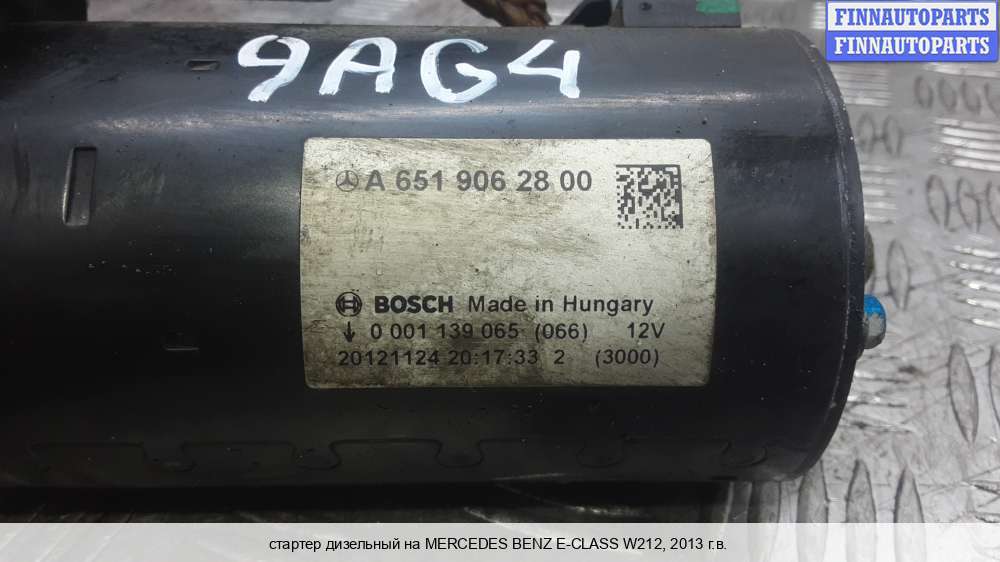 FINNAUTOPARTS
FINNAUTOPARTS
9AG4
A 651 906 28 00
BOSCH Made in Hungary
0 001 139 065 (066) 12V
20121124 20:17:33 2 (3000)
стартер дизельный на MERCEDES BENZ E-CLASS W212, 2013 г.в.